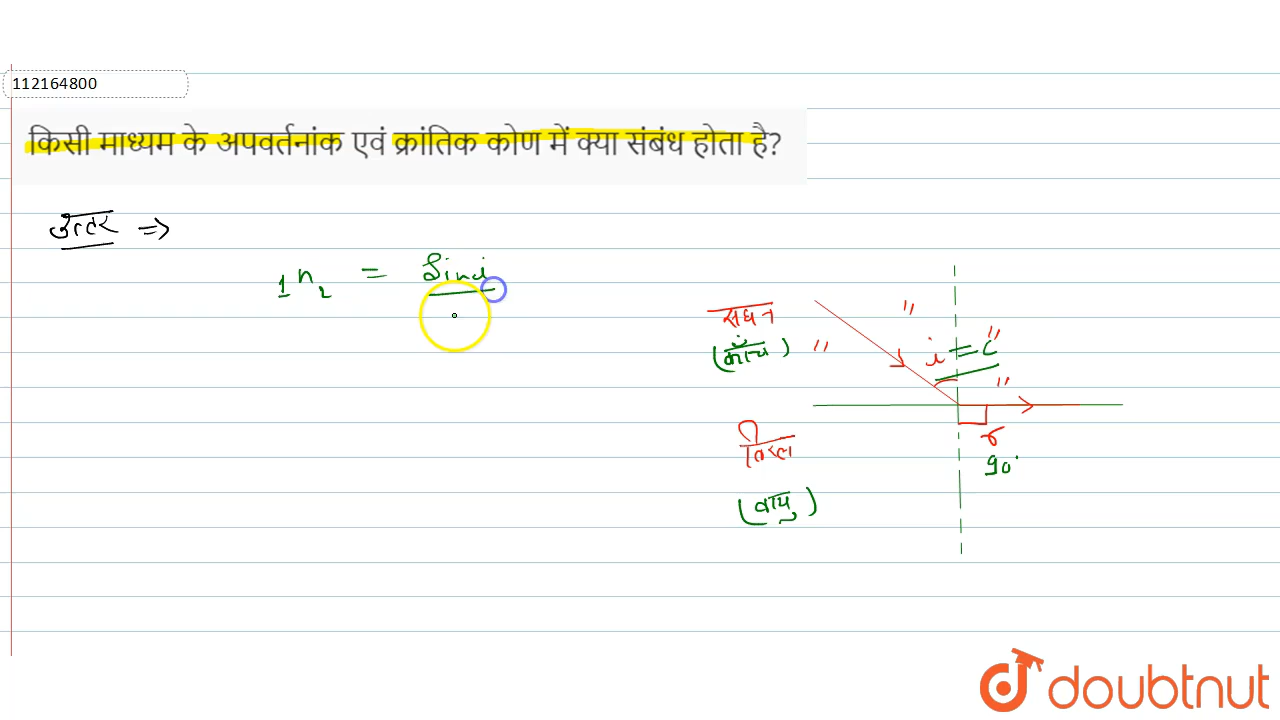 112164800
किसी माध्यम के अपवर्तनांक एवं क्रांतिक कोण में क्या संबंध होता है?
उत्तर ⇒
1n2 = Sin i
सघन
(काँच)
i = C
r
90°
विरल
(वायु)
doubtnut